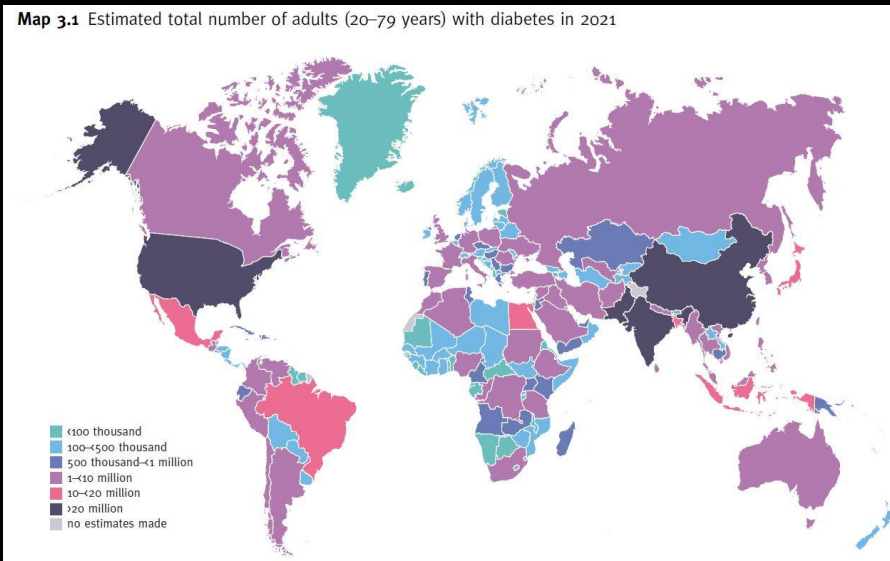 Map 3.1 Estimated total number of adults (20–79 years) with diabetes in 2021
<100 thousand
100–<500 thousand
500 thousand–<1 million
1–<10 million
10–<20 million
>20 million
no estimates made